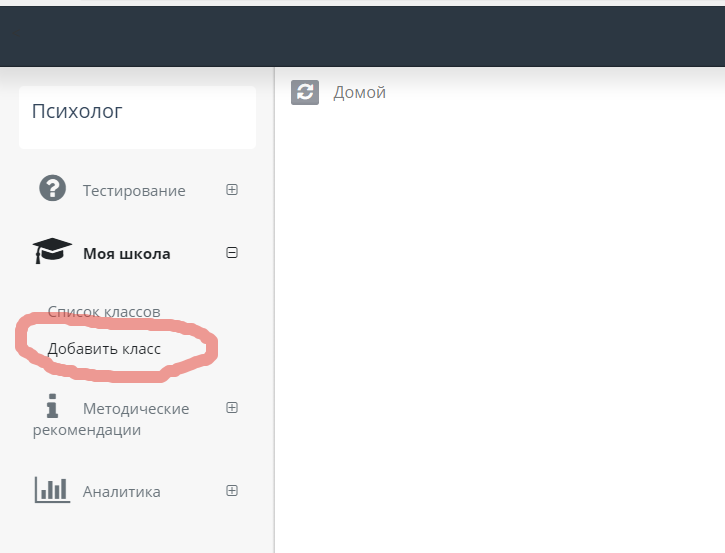 Психолог
Домой
Тестирование
Моя школа
Список классов
Добавить класс
Методические
рекомендации
Аналитика